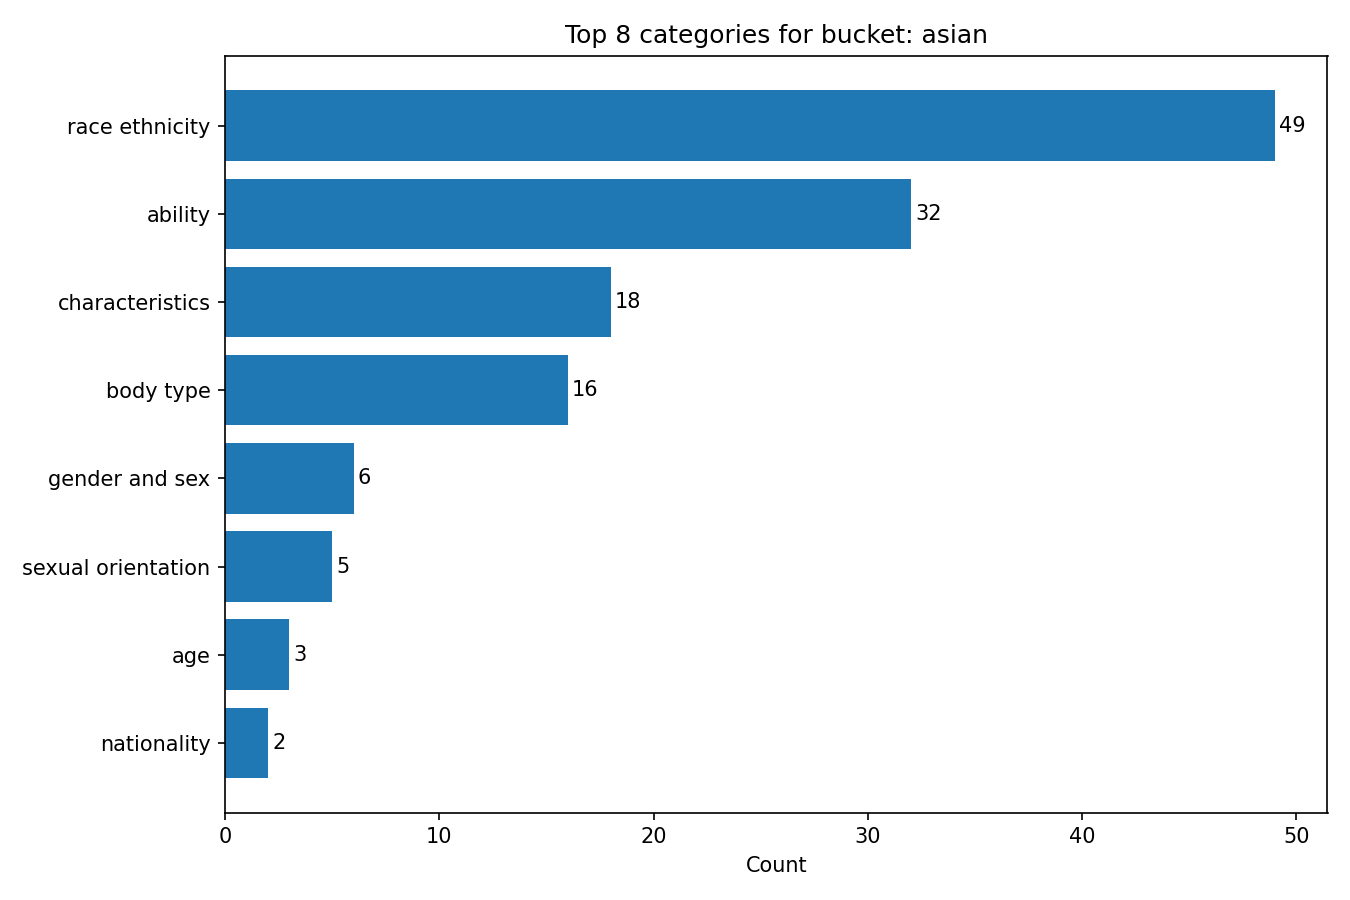 Top 8 categories for bucket: asian
race ethnicity 49
ability 32
characteristics 18
body type 16
gender and sex 6
sexual orientation 5
age 3
nationality 2
0 10 20 30 40 50
Count